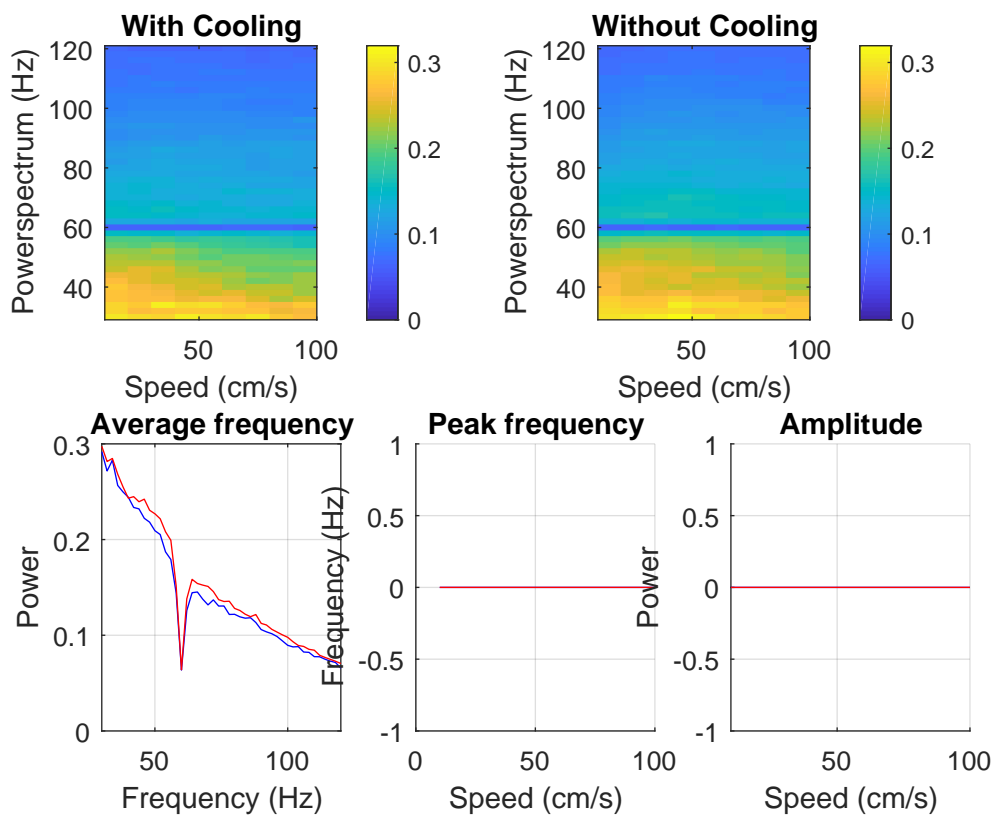 With Cooling
Powerspectrum (Hz)
120
100
80
60
40
50
100
Speed (cm/s)
0.3
0.2
0.1
0
Without Cooling
Powerspectrum (Hz)
120
100
80
60
40
50
100
Speed (cm/s)
0.3
0.2
0.1
0
Average frequency
Power
0.3
0.2
0.1
0
50
100
Frequency (Hz)
Peak frequency
Frequency (Hz)
1
0.5
0
-0.5
-1
0
50
100
Speed (cm/s)
Amplitude
Power
1
0.5
0
-0.5
-1
50
100
Speed (cm/s)